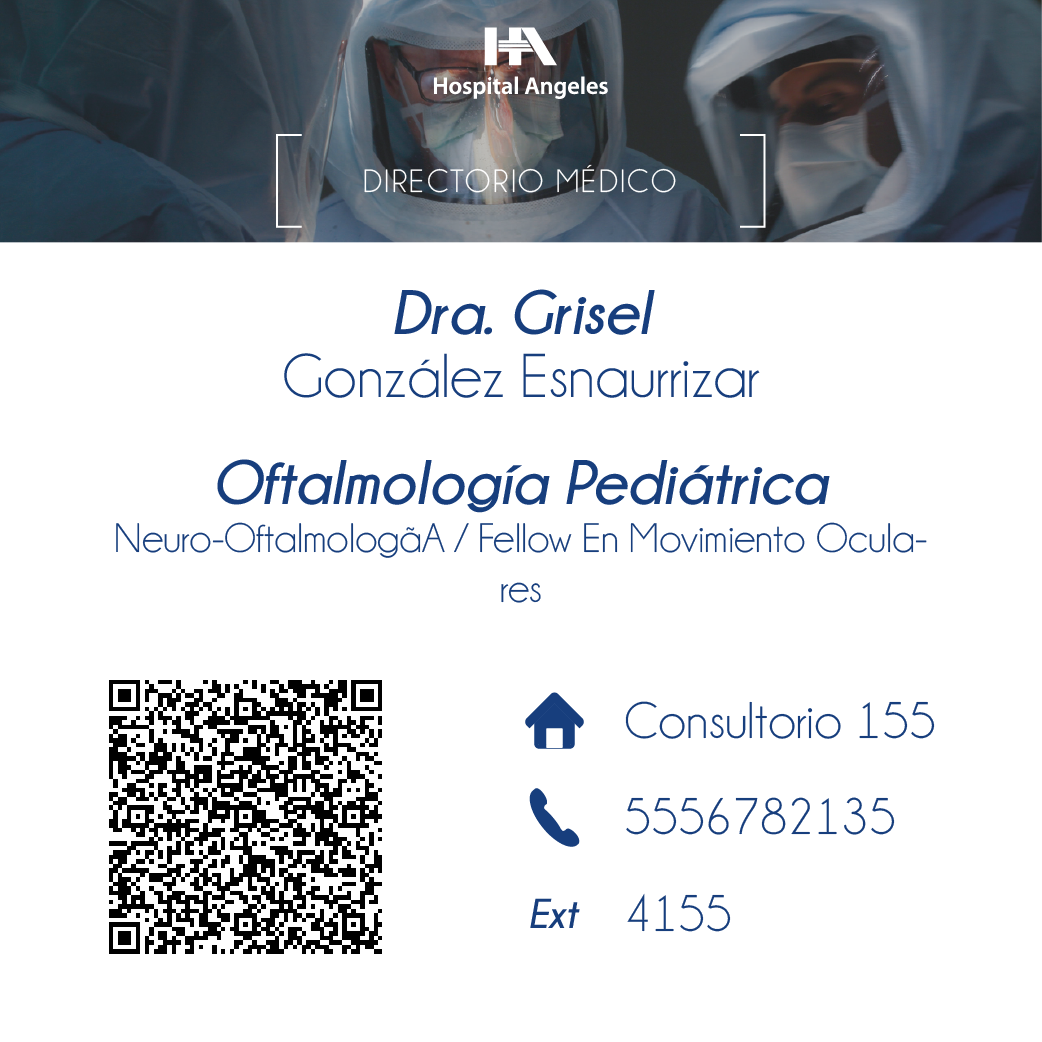 Hospital Angeles
DIRECTORIO MÉDICO
Dra. Grisel
González Esnaurrizar
Oftalmología Pediátrica
Neuro-OftalmologãA / Fellow En Movimiento Ocula-
res
Consultorio 155
5556782135
Ext 4155